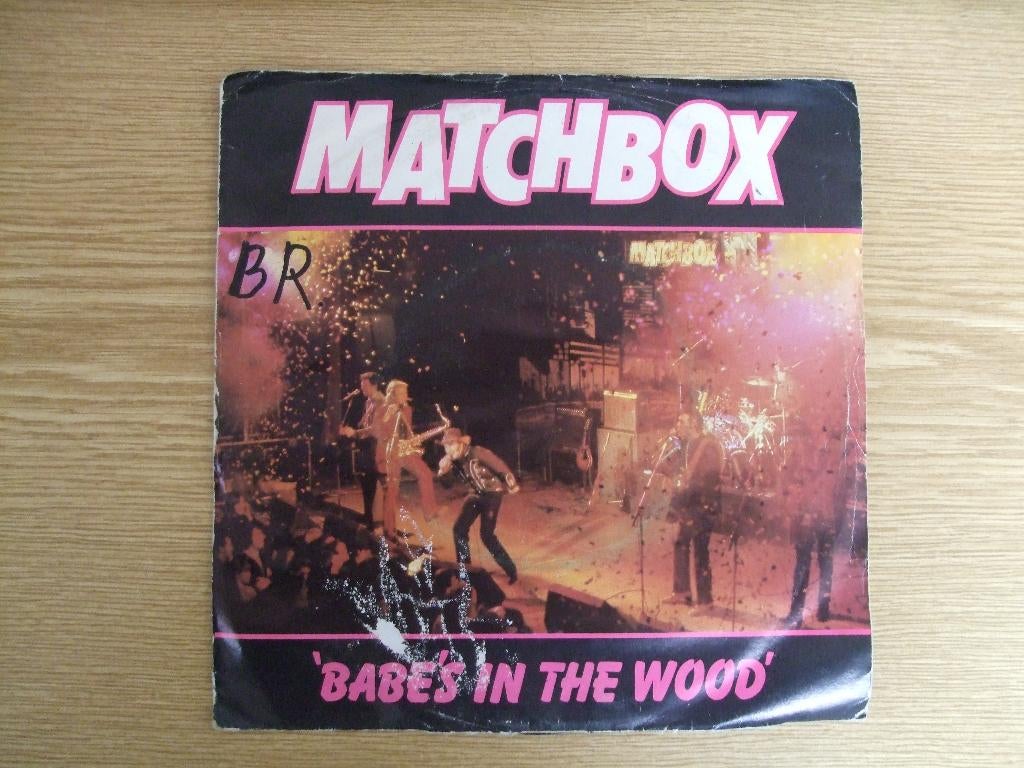 MATCHBOX
BR
MATCHBOX
'BABE'S IN THE WOOD'